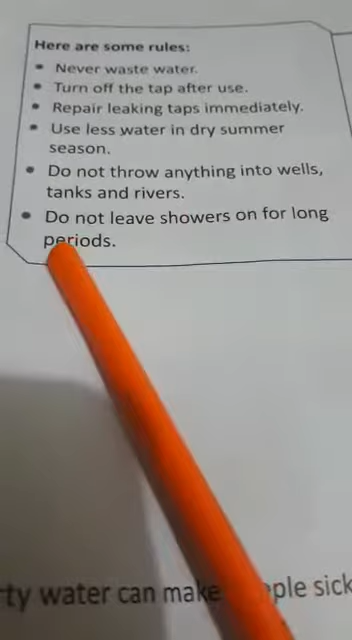 Here are some rules:
• Never waste water.
• Turn off the tap after use.
• Repair leaking taps immediately.
• Use less water in dry summer
season.
• Do not throw anything into wells,
tanks and rivers.
• Do not leave showers on for long
periods.
water can make sick